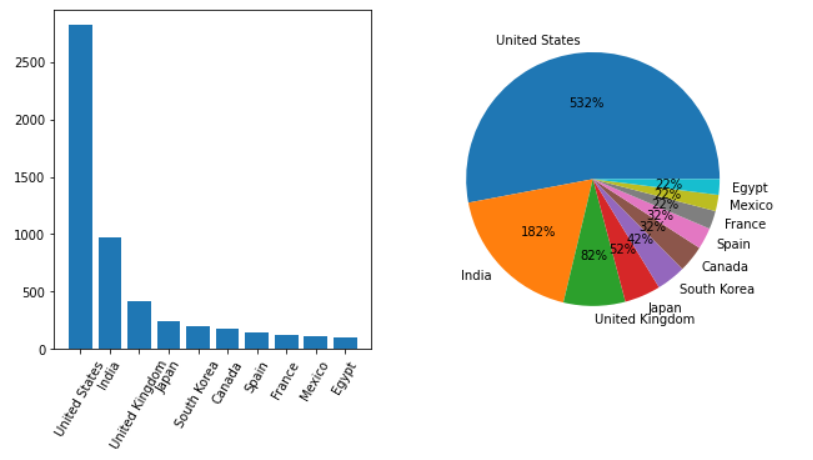 2500
2000
1500
1000
500
0
United States
India
United Kingdom
Japan
South Korea
Canada
Spain
France
Mexico
Egypt
United States
532%
India
182%
United Kingdom
82%
Japan
52%
South Korea
42%
Canada
32%
Spain
32%
France
22%
Mexico
22%
Egypt
22%